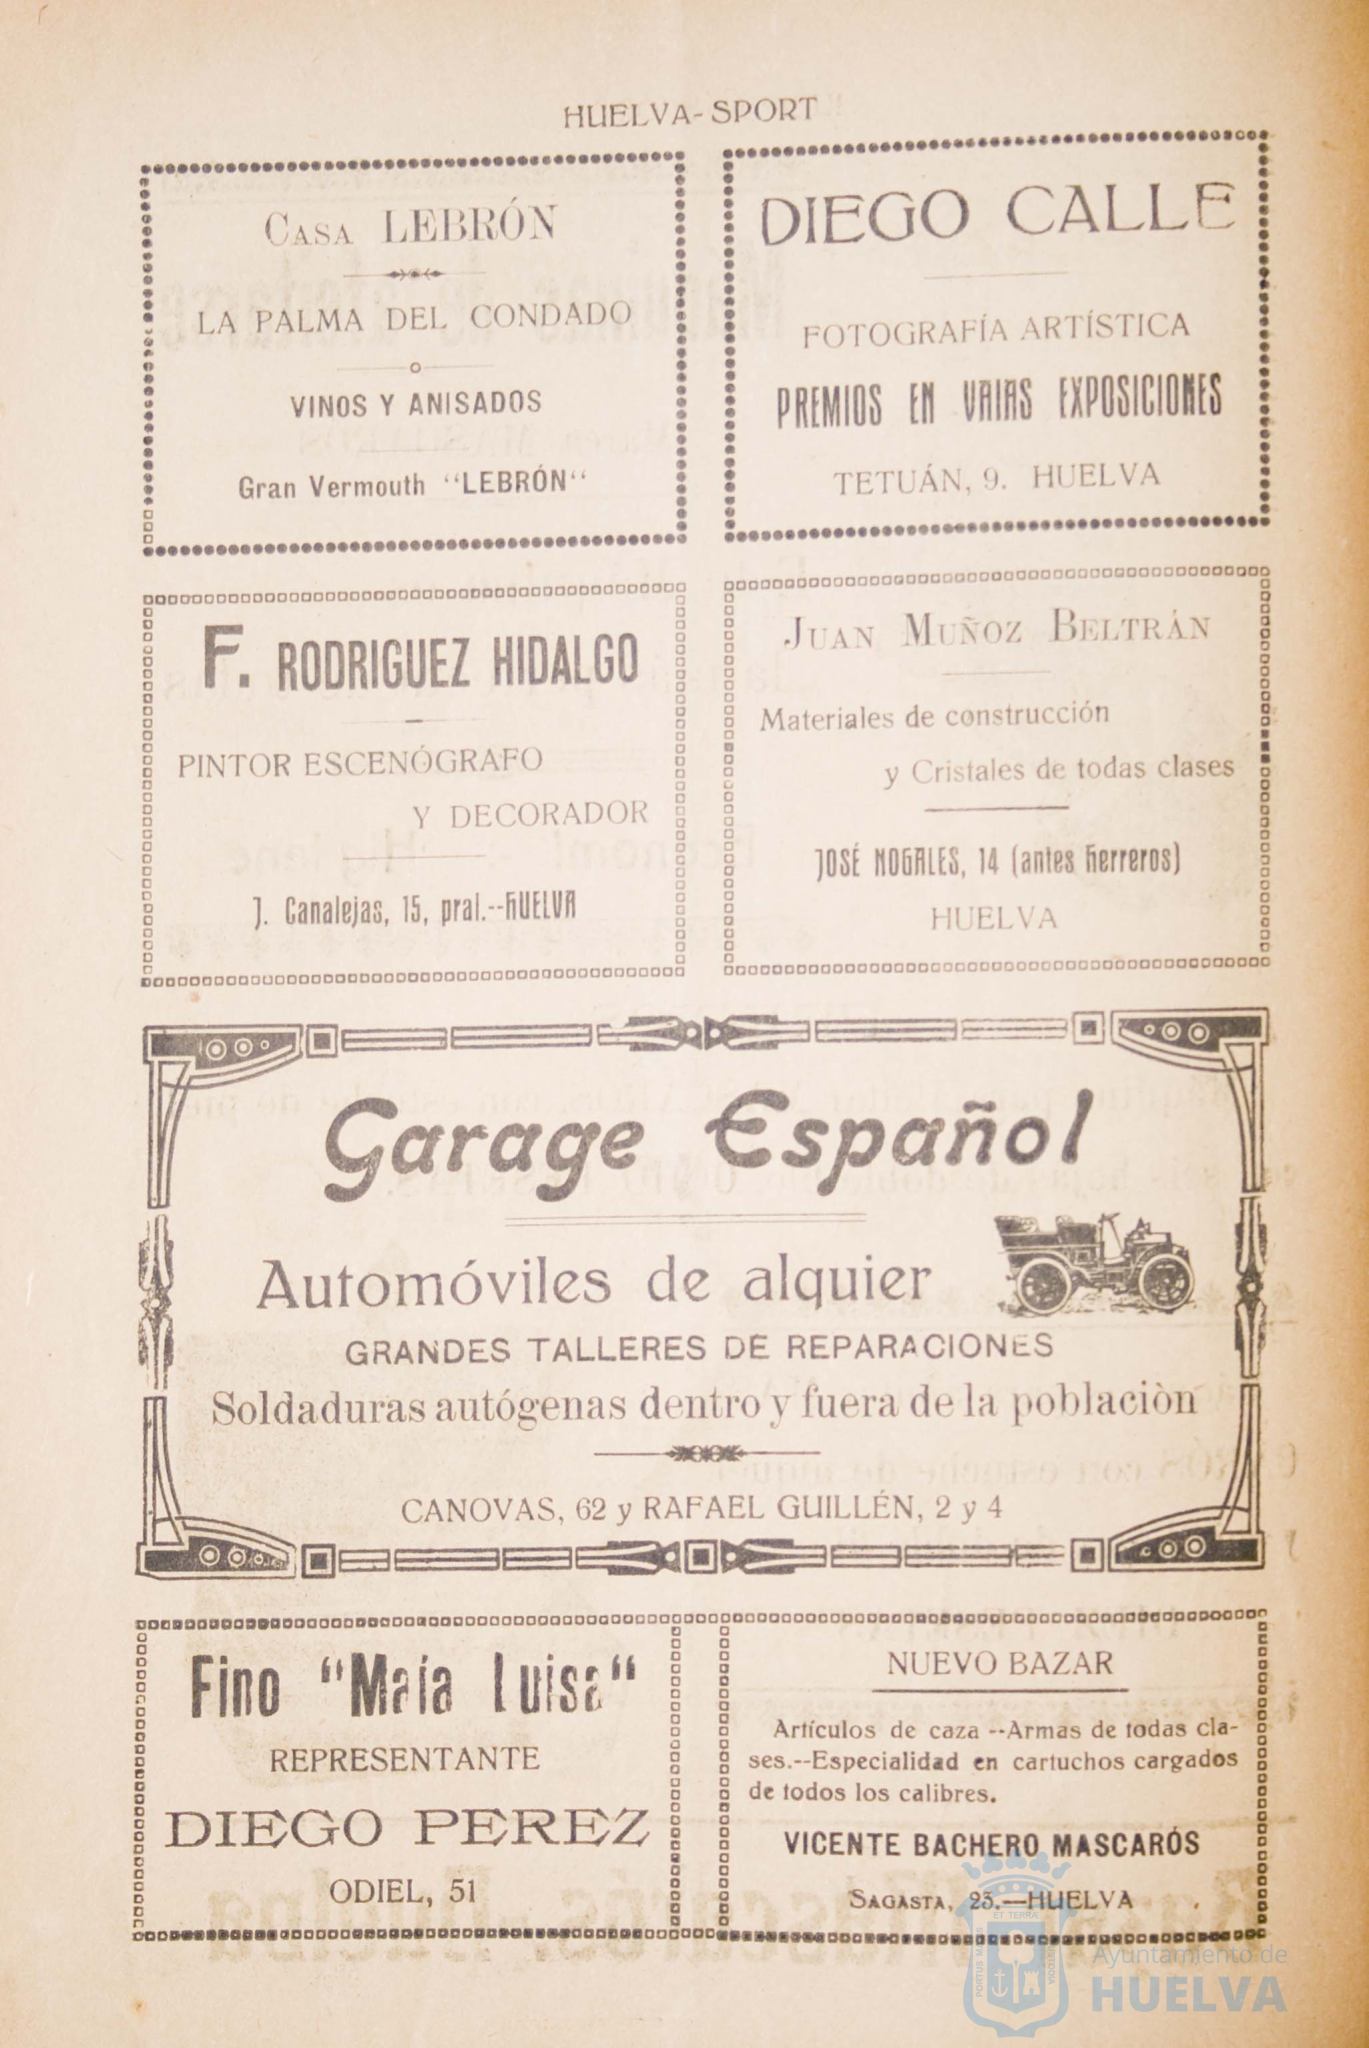 HUELVA-SPORT
CASA LEBRÓN
LA PALMA DEL CONDADO
VINOS Y ANISADOS
Gran Vermouth "LEBRÓN"
DIEGO CALLE
FOTOGRAFÍA ARTÍSTICA
PREMIOS EN VAIAS EXPOSICIONES
TETUÁN, 9. HUELVA
F. RODRIGUEZ HIDALGO
PINTOR ESCENÓGRAFO
Y DECORADOR
J. Canalejas, 15, pral.--HUELVA
JUAN MUÑOZ BELTRÁN
Materiales de construcción
y Cristales de todas clases
JOSÉ NOGALES, 14 (antes Herreros)
HUELVA
Garage Español
Automóviles de alquier
GRANDES TALLERES DE REPARACIONES
Soldaduras autógenas dentro y fuera de la poblaciòn
CANOVAS, 62 y RAFAEL GUILLÉN, 2 y 4
Fino "Maía Luisa"
REPRESENTANTE
DIEGO PEREZ
ODIEL, 51
NUEVO BAZAR
Artículos de caza --Armas de todas cla-
ses.--Especialidad en cartuchos cargados
de todos los calibres.
VICENTE BACHERO MASCARÓS
SAGASTA, 23.—HUELVA
ET TERRA
PORTUS MARIS
CUSTODIA
Ayuntamiento de
HUELVA